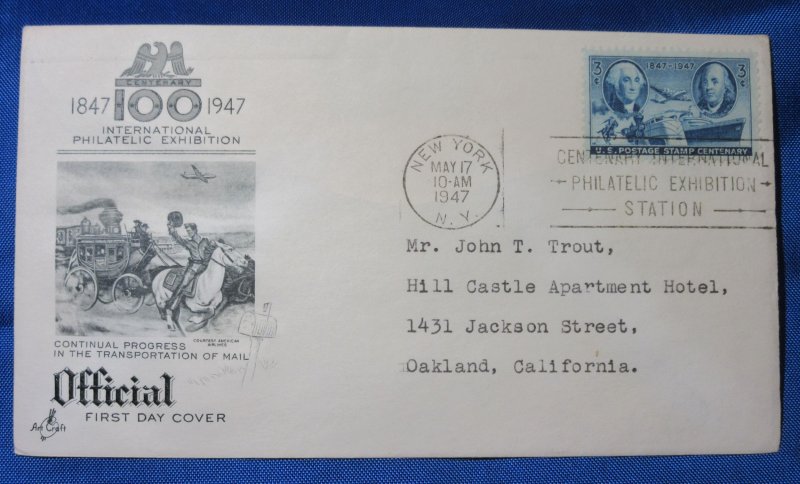 CENTENARY
1847 100 1947
INTERNATIONAL
PHILATELIC EXHIBITION
COURTESY AMERICAN
AIRLINES
CONTINUAL PROGRESS
IN THE TRANSPORTATION OF MAIL
Official
FIRST DAY COVER
Art Craft
NEW YORK
MAY 17
10-AM
1947
N.Y.
3¢ 1847-1947 3¢
U.S. POSTAGE STAMP CENTENARY
CENTENARY INTERNATIONAL
PHILATELIC EXHIBITION
STATION
Mr. John T. Trout,
Hill Castle Apartment Hotel,
1431 Jackson Street,
Oakland, California.